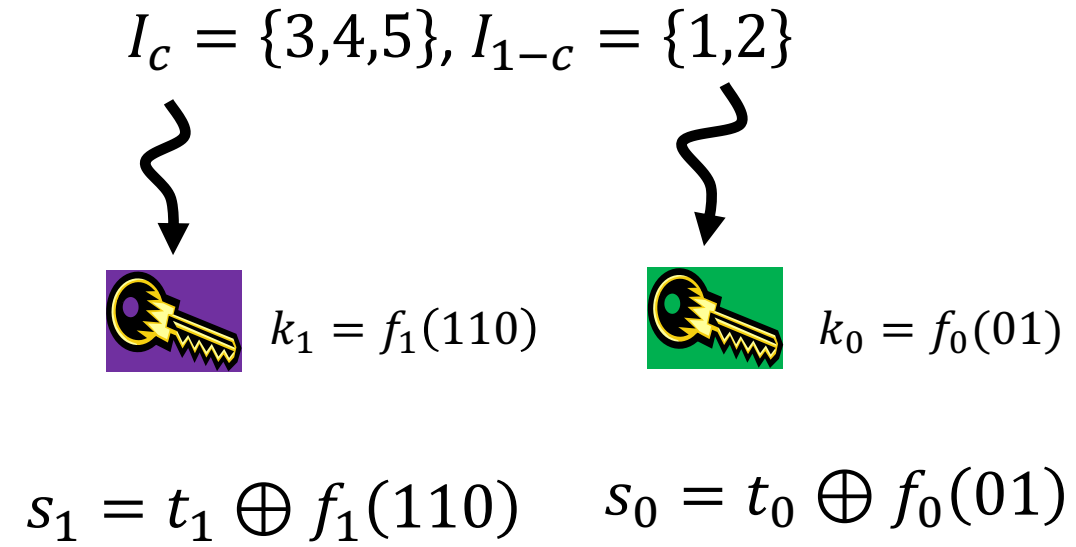 I_c = {3,4,5}, I_{1−c} = {1,2}
k_1 = f_1(110)
k_0 = f_0(01)
s_1 = t_1 ⊕ f_1(110)
s_0 = t_0 ⊕ f_0(01)